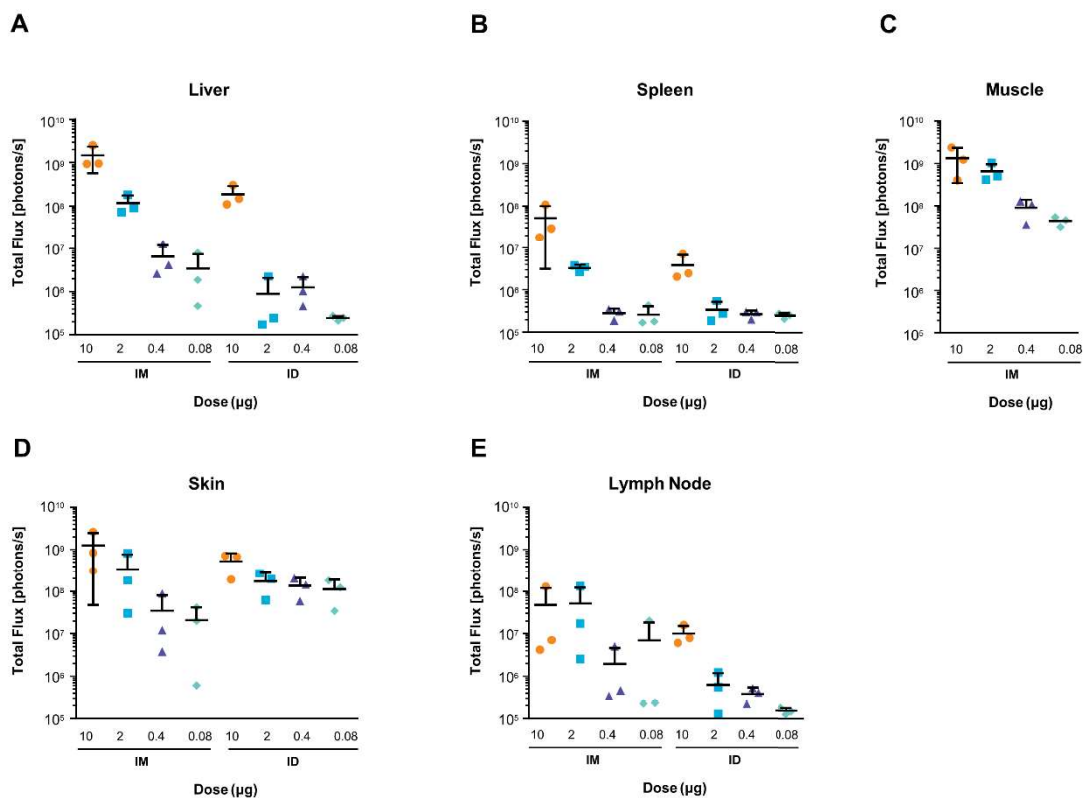 A
B
C
Liver
Spleen
Muscle
Total Flux [photons/s]
10¹⁰
10⁹
10⁸
10⁷
10⁶
10⁵
10 2 0.4 0.08 10 2 0.4 0.08
IM ID
Dose (µg)
Total Flux [photons/s]
10¹⁰
10⁹
10⁸
10⁷
10⁶
10⁵
10 2 0.4 0.08 10 2 0.4 0.08
IM ID
Dose (µg)
Total Flux [photons/s]
10¹⁰
10⁹
10⁸
10⁷
10⁶
10⁵
10 2 0.4 0.08
IM
Dose (µg)
D
E
Skin
Lymph Node
Total Flux [photons/s]
10¹⁰
10⁹
10⁸
10⁷
10⁶
10⁵
10 2 0.4 0.08 10 2 0.4 0.08
IM ID
Dose (µg)
Total Flux [photons/s]
10¹⁰
10⁹
10⁸
10⁷
10⁶
10⁵
10 2 0.4 0.08 10 2 0.4 0.08
IM ID
Dose (µg)